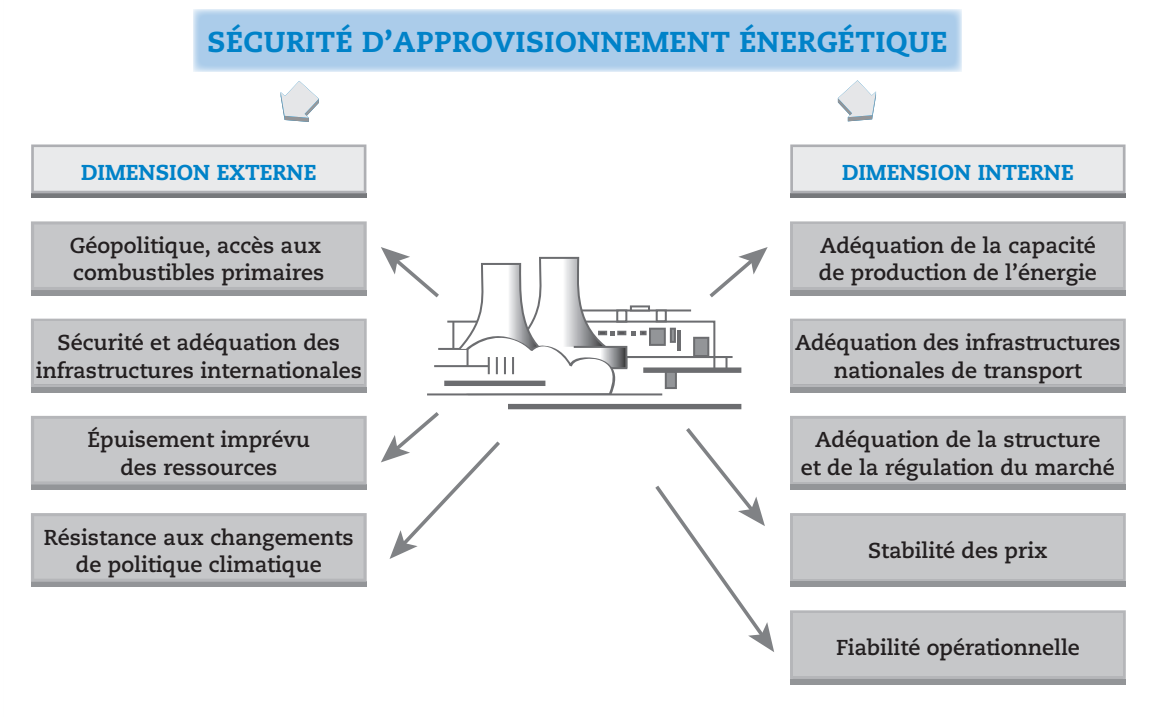 SÉCURITÉ D’APPROVISIONNEMENT ÉNERGÉTIQUE
DIMENSION EXTERNE
Géopolitique, accès aux
combustibles primaires
Sécurité et adéquation des
infrastructures internationales
Épuisement imprévu
des ressources
Résistance aux changements
de politique climatique
DIMENSION INTERNE
Adéquation de la capacité
de production de l’énergie
Adéquation des infrastructures
nationales de transport
Adéquation de la structure
et de la régulation du marché
Stabilité des prix
Fiabilité opérationnelle